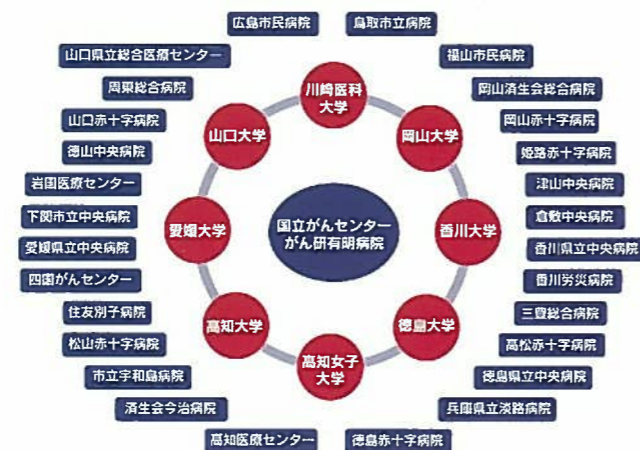 広島市民病院
鳥取市立病院
山口県立総合医療センター
福山市民病院
周東総合病院
岡山済生会総合病院
山口赤十字病院
岡山赤十字病院
徳山中央病院
姫路赤十字病院
岩国医療センター
津山中央病院
下関市立中央病院
倉敷中央病院
愛媛県立中央病院
香川県立中央病院
四国がんセンター
香川労災病院
住友別子病院
三豊総合病院
松山赤十字病院
高松赤十字病院
市立宇和島病院
徳島県立中央病院
済生会今治病院
兵庫県立淡路病院
高知医療センター
徳島赤十字病院
川崎医科
大学
山口大学
岡山大学
愛媛大学
香川大学
高知大学
徳島大学
高知女子
大学
国立がんセンター
がん研有明病院